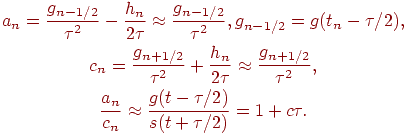 a_n = \frac{g_{n-1/2}}{\tau^2} - \frac{h_n}{2\tau} \approx \frac{g_{n-1/2}}{\tau^2}, g_{n-1/2} = g(t_n - \tau/2),
c_n = \frac{g_{n+1/2}}{\tau^2} + \frac{h_n}{2\tau} \approx \frac{g_{n+1/2}}{\tau^2},
\frac{a_n}{c_n} \approx \frac{g(t - \tau/2)}{s(t + \tau/2)} = 1 + c\tau.